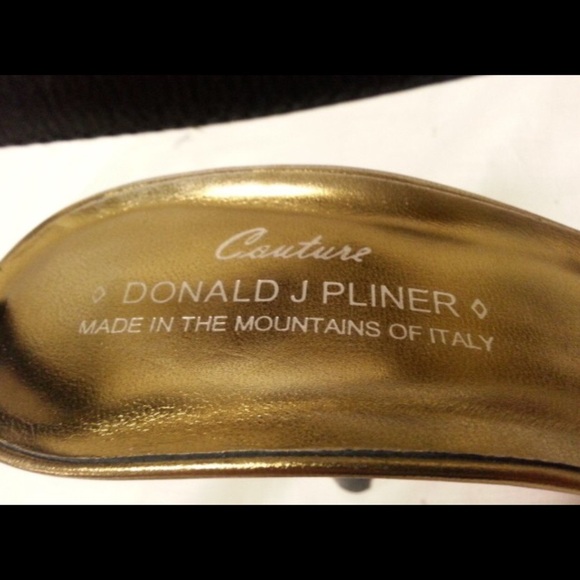 Couture
◇ DONALD J PLINER ◇
MADE IN THE MOUNTAINS OF ITALY